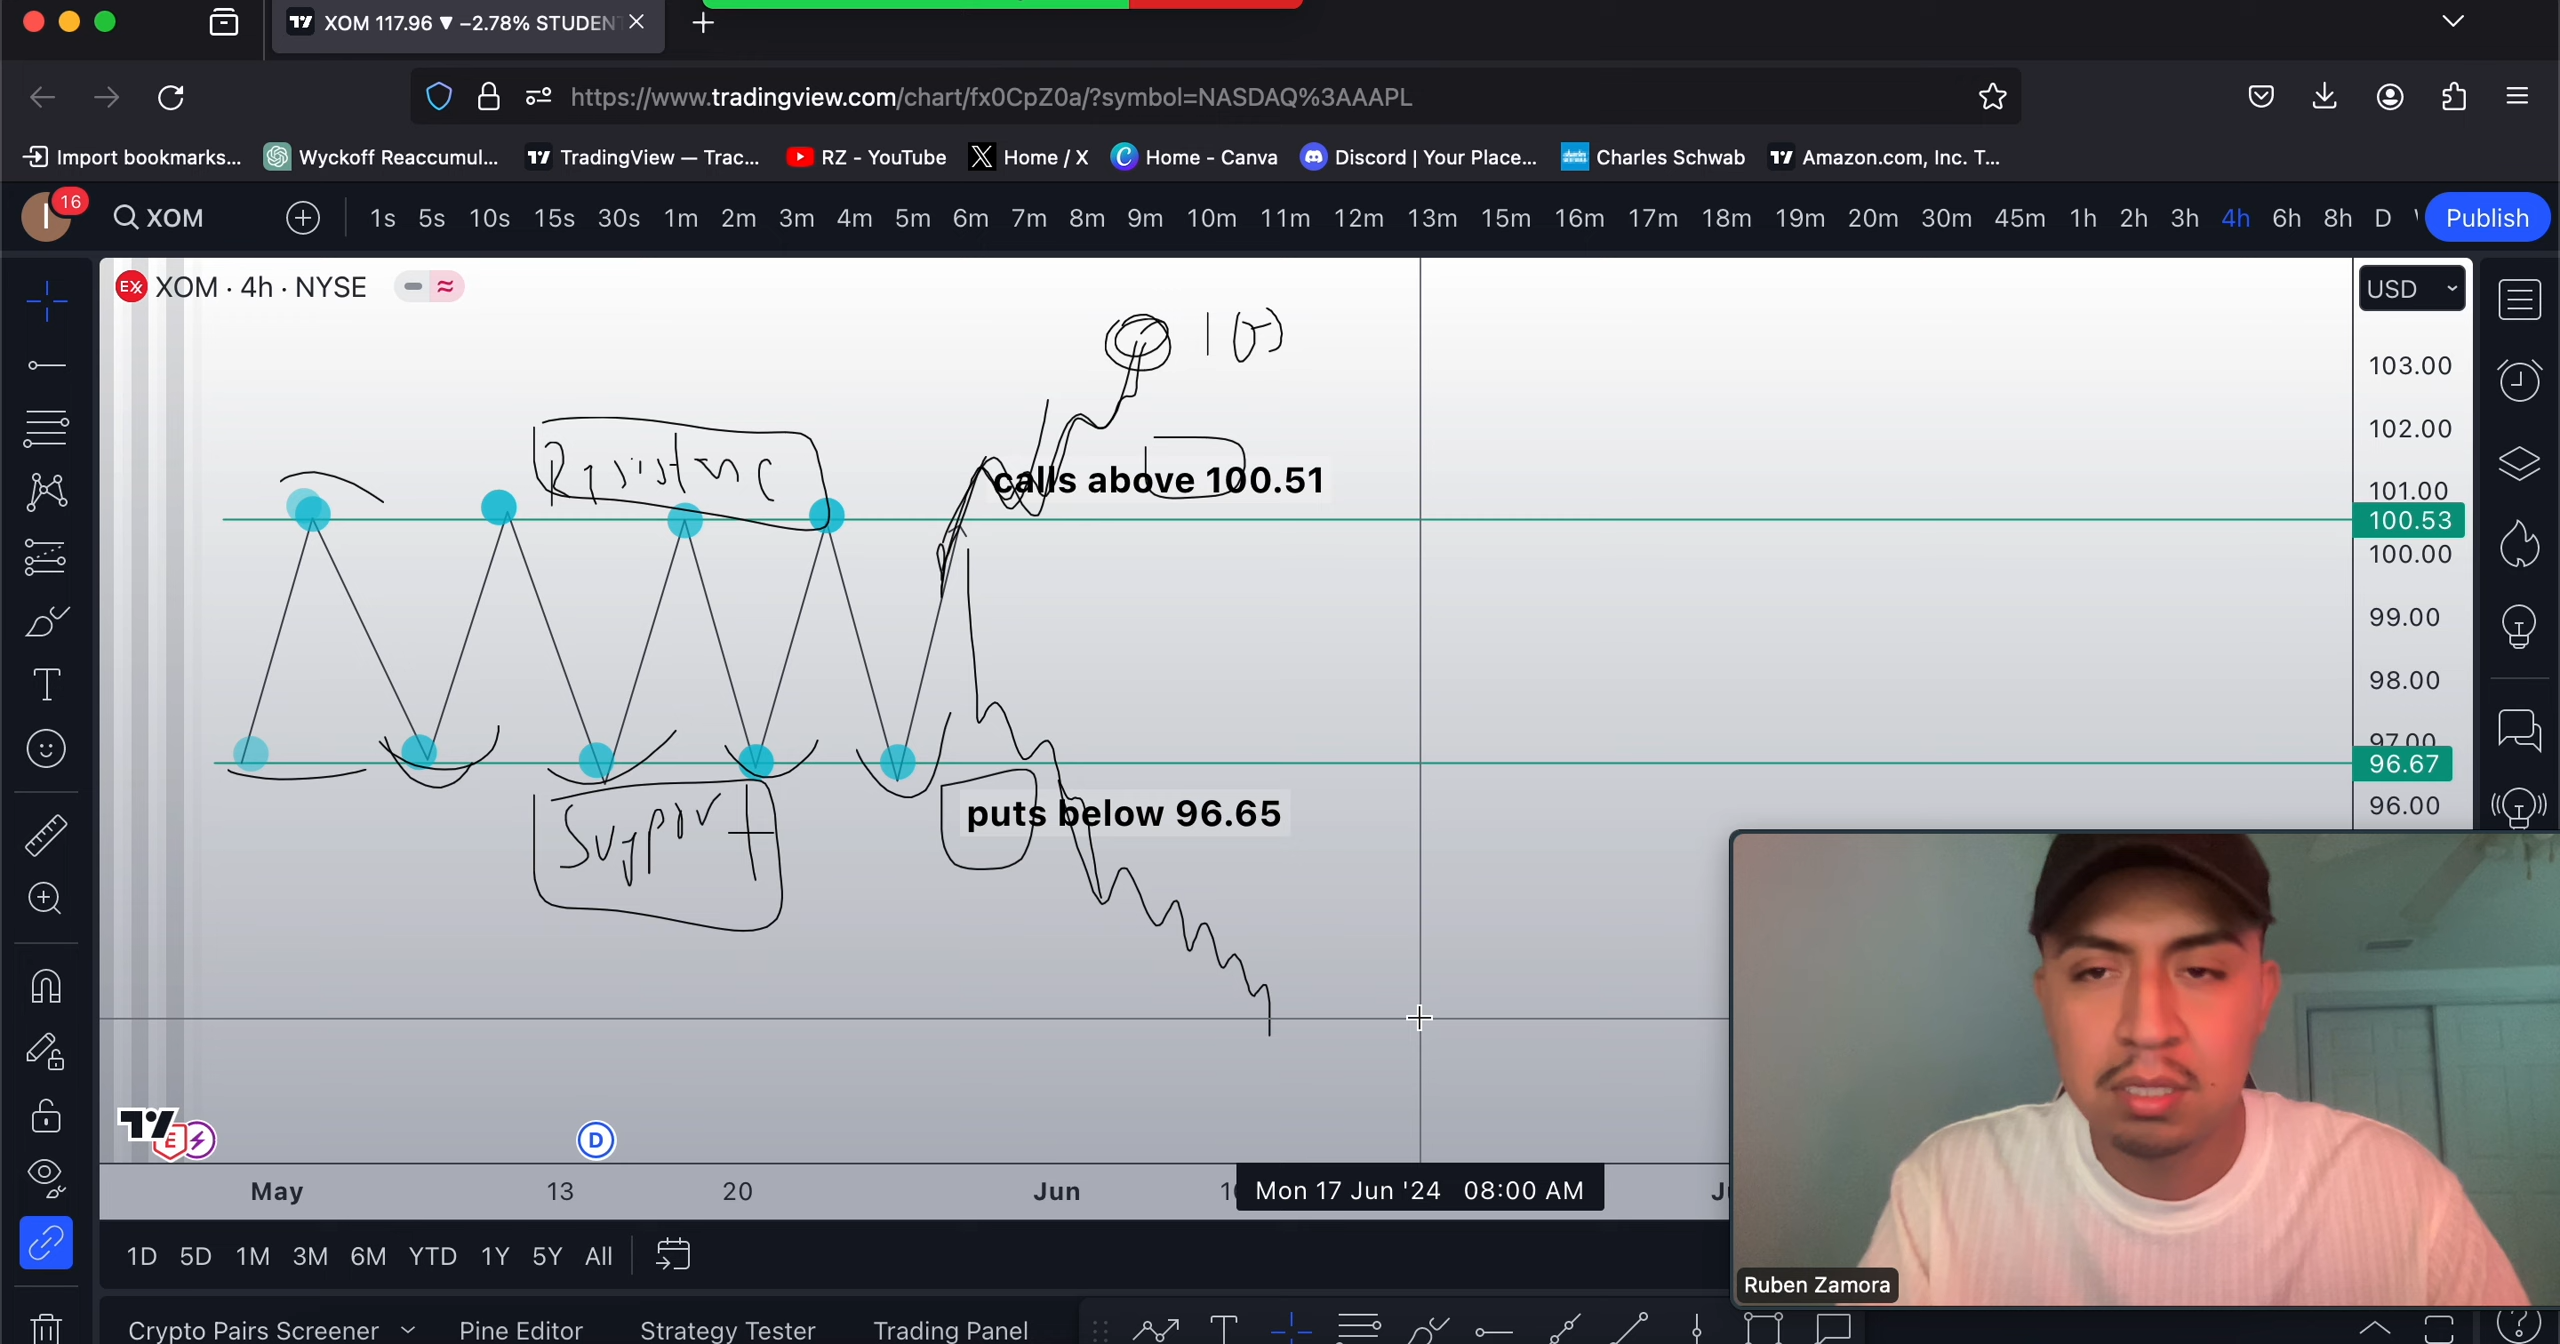 XOM 117.96 ▼ −2.78% STUDENT
https://www.tradingview.com/chart/fx0CpZ0a/?symbol=NASDAQ%3AAAPL
Import bookmarks... Wyckoff Reaccumul... TradingView — Trac... RZ - YouTube Home / X Home - Canva Discord | Your Place... Charles Schwab Amazon.com, Inc. T...
I 16 XOM 1s 5s 10s 15s 30s 1m 2m 3m 4m 5m 6m 7m 8m 9m 10m 11m 12m 13m 15m 16m 17m 18m 19m 20m 30m 45m 1h 2h 3h 4h 6h 8h D Publish
XOM · 4h · NYSE
USD
103.00
102.00
Resistanc
calls above 100.51
101.00
100.53
100.00
99.00
98.00
97.00
96.67
96.00
puts below 96.65
Support
E
D
May 13 20 Jun Mon 17 Jun '24 08:00 AM
1D 5D 1M 3M 6M YTD 1Y 5Y All
Ruben Zamora
Crypto Pairs Screener Pine Editor Strategy Tester Trading Panel